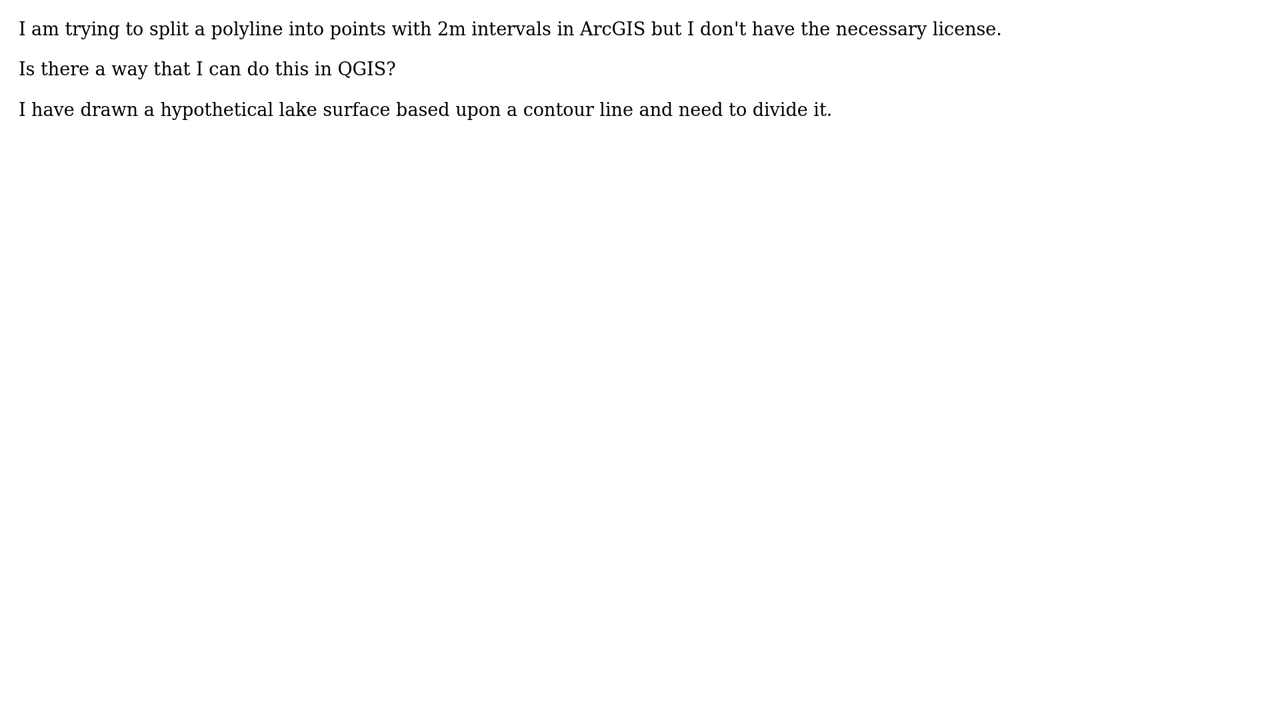 I am trying to split a polyline into points with 2m intervals in ArcGIS but I don't have the necessary license.
Is there a way that I can do this in QGIS?
I have drawn a hypothetical lake surface based upon a contour line and need to divide it.